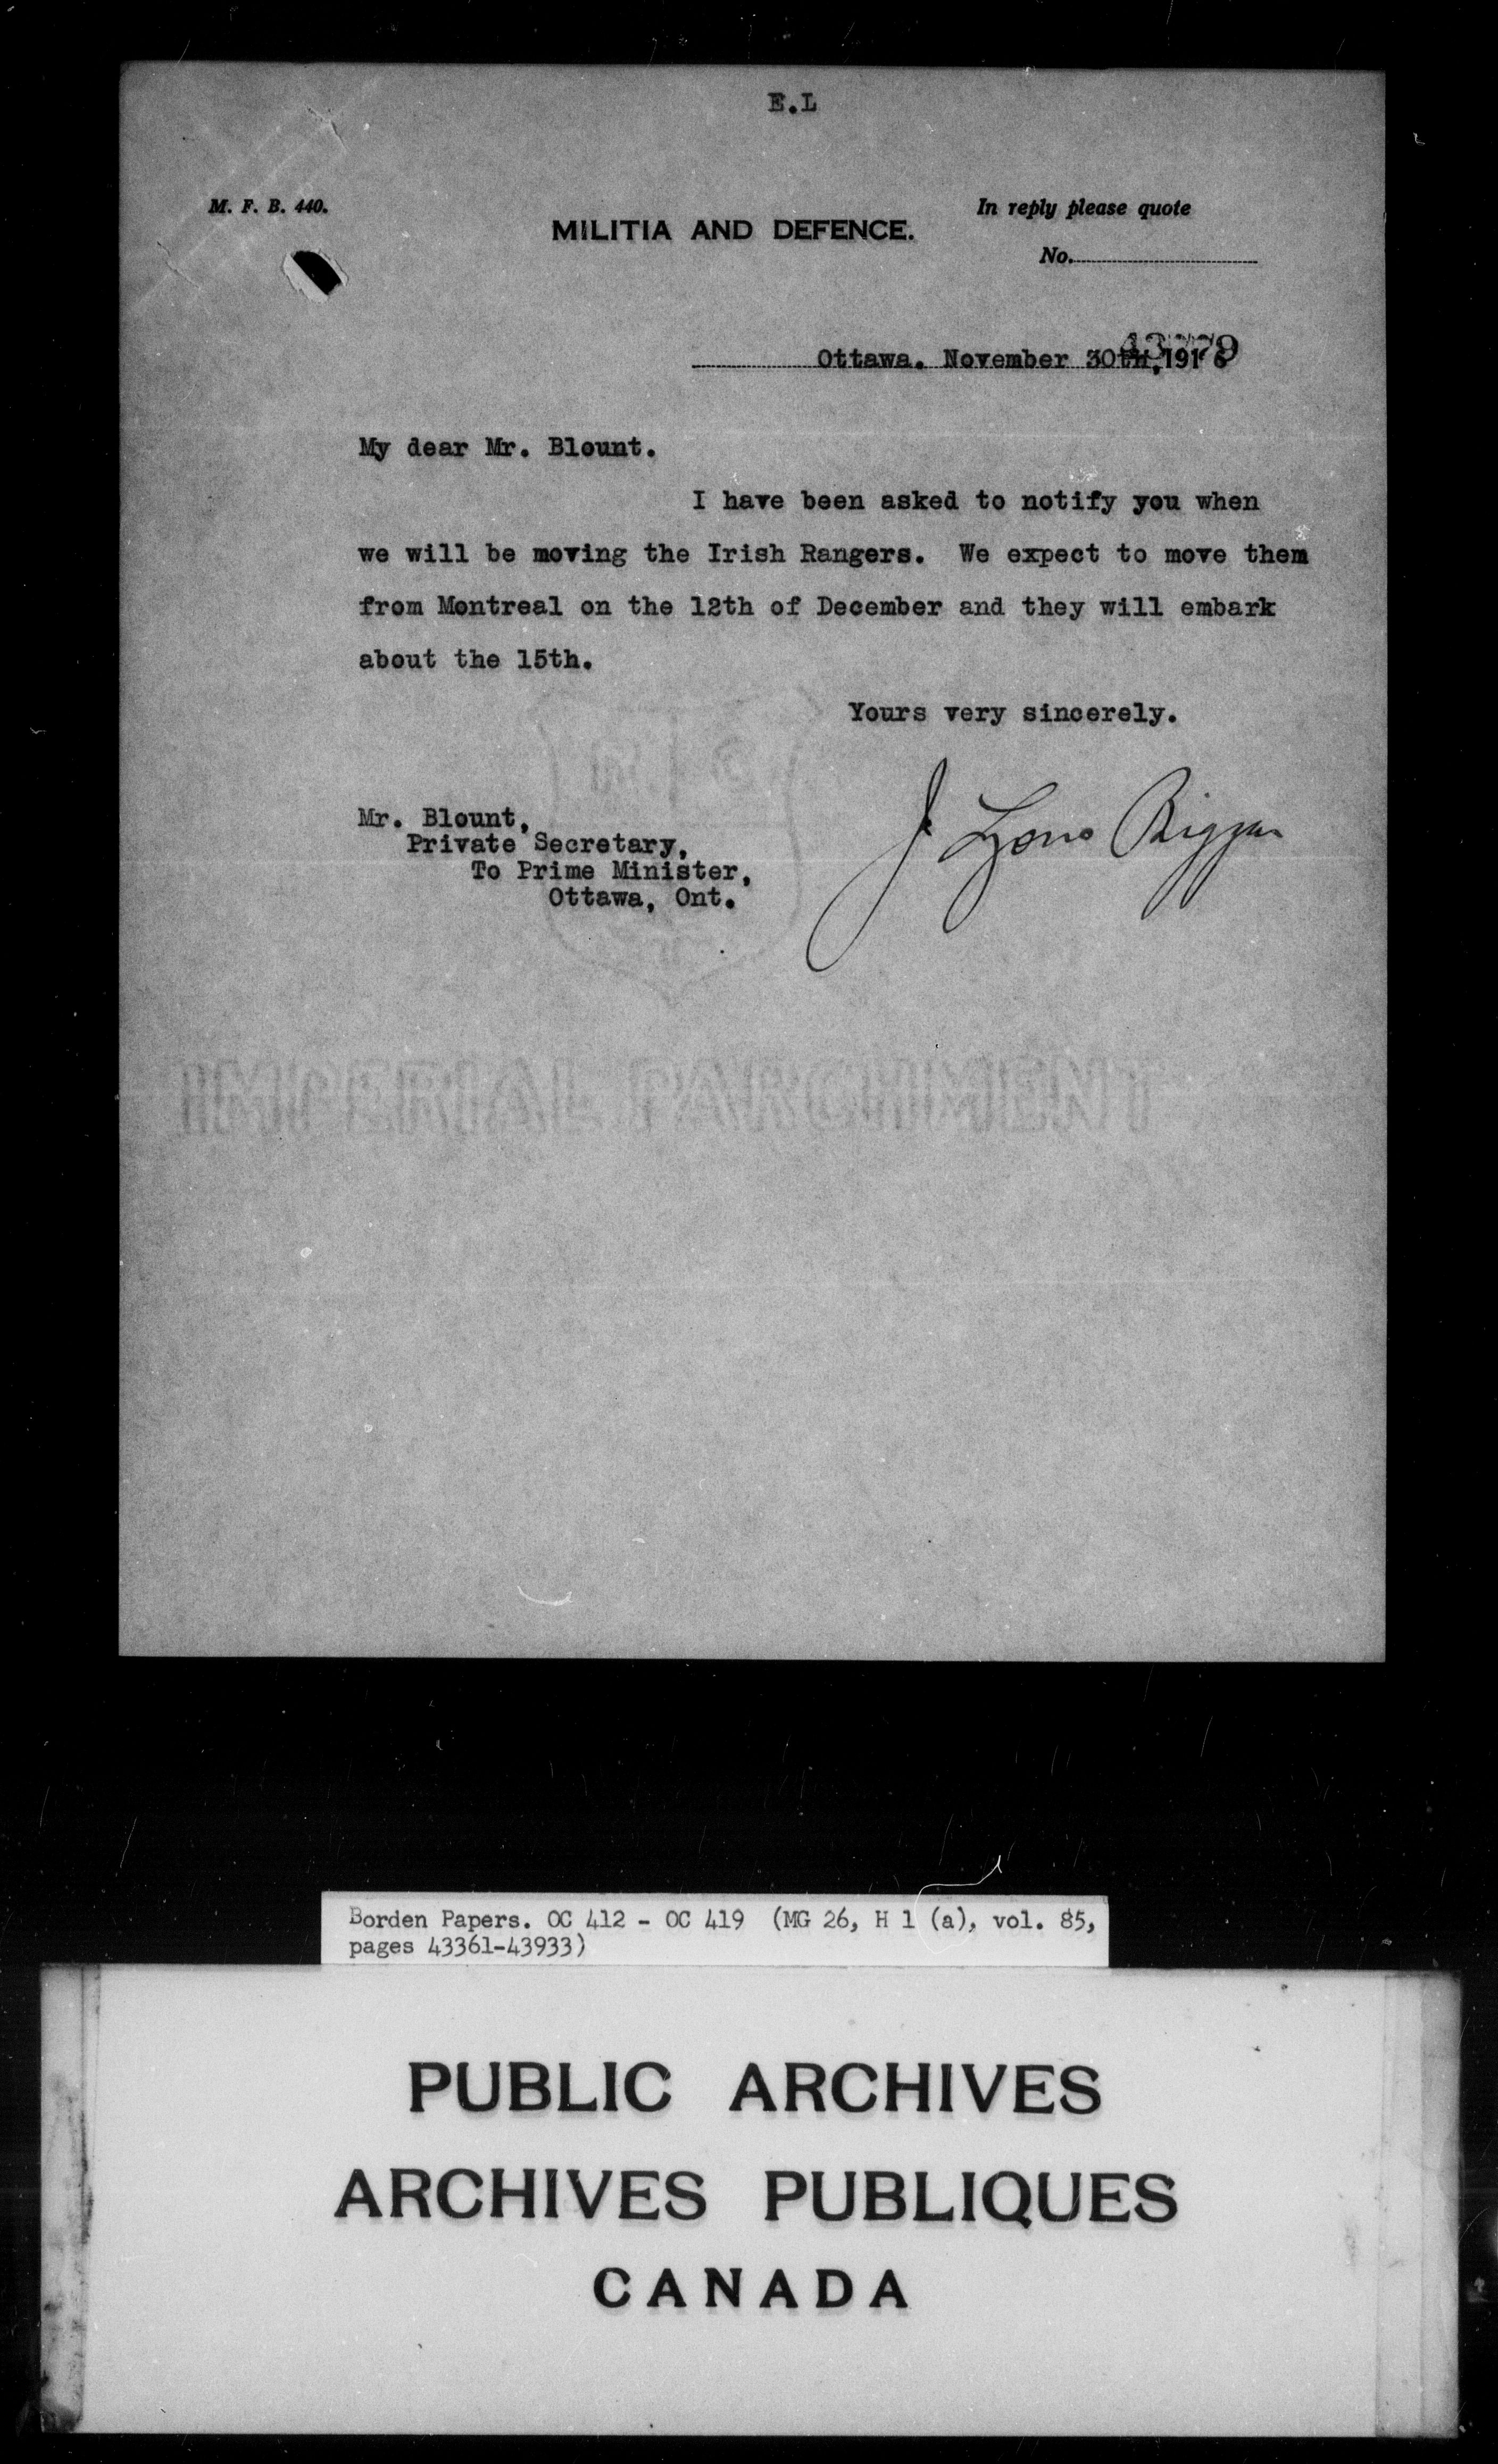 E.L
M. F. B. 440.
In reply please quote
MILITIA AND DEFENCE.
No.
43779
Ottawa. November 30th, 1916
My dear Mr. Blount.
I have been asked to notify you when
we will be moving the Irish Rangers. We expect to move them
from Montreal on the 12th of December and they will embark
about the 15th.
Yours very sincerely.
J Lyons Biggar
Mr. Blount,
Private Secretary,
To Prime Minister,
Ottawa, Ont.
IMPERIAL PARCHMENT
Borden Papers. OC 412 - OC 419 (MG 26, H 1 (a), vol. 85,
pages 43361-43933)
PUBLIC ARCHIVES
ARCHIVES PUBLIQUES
CANADA